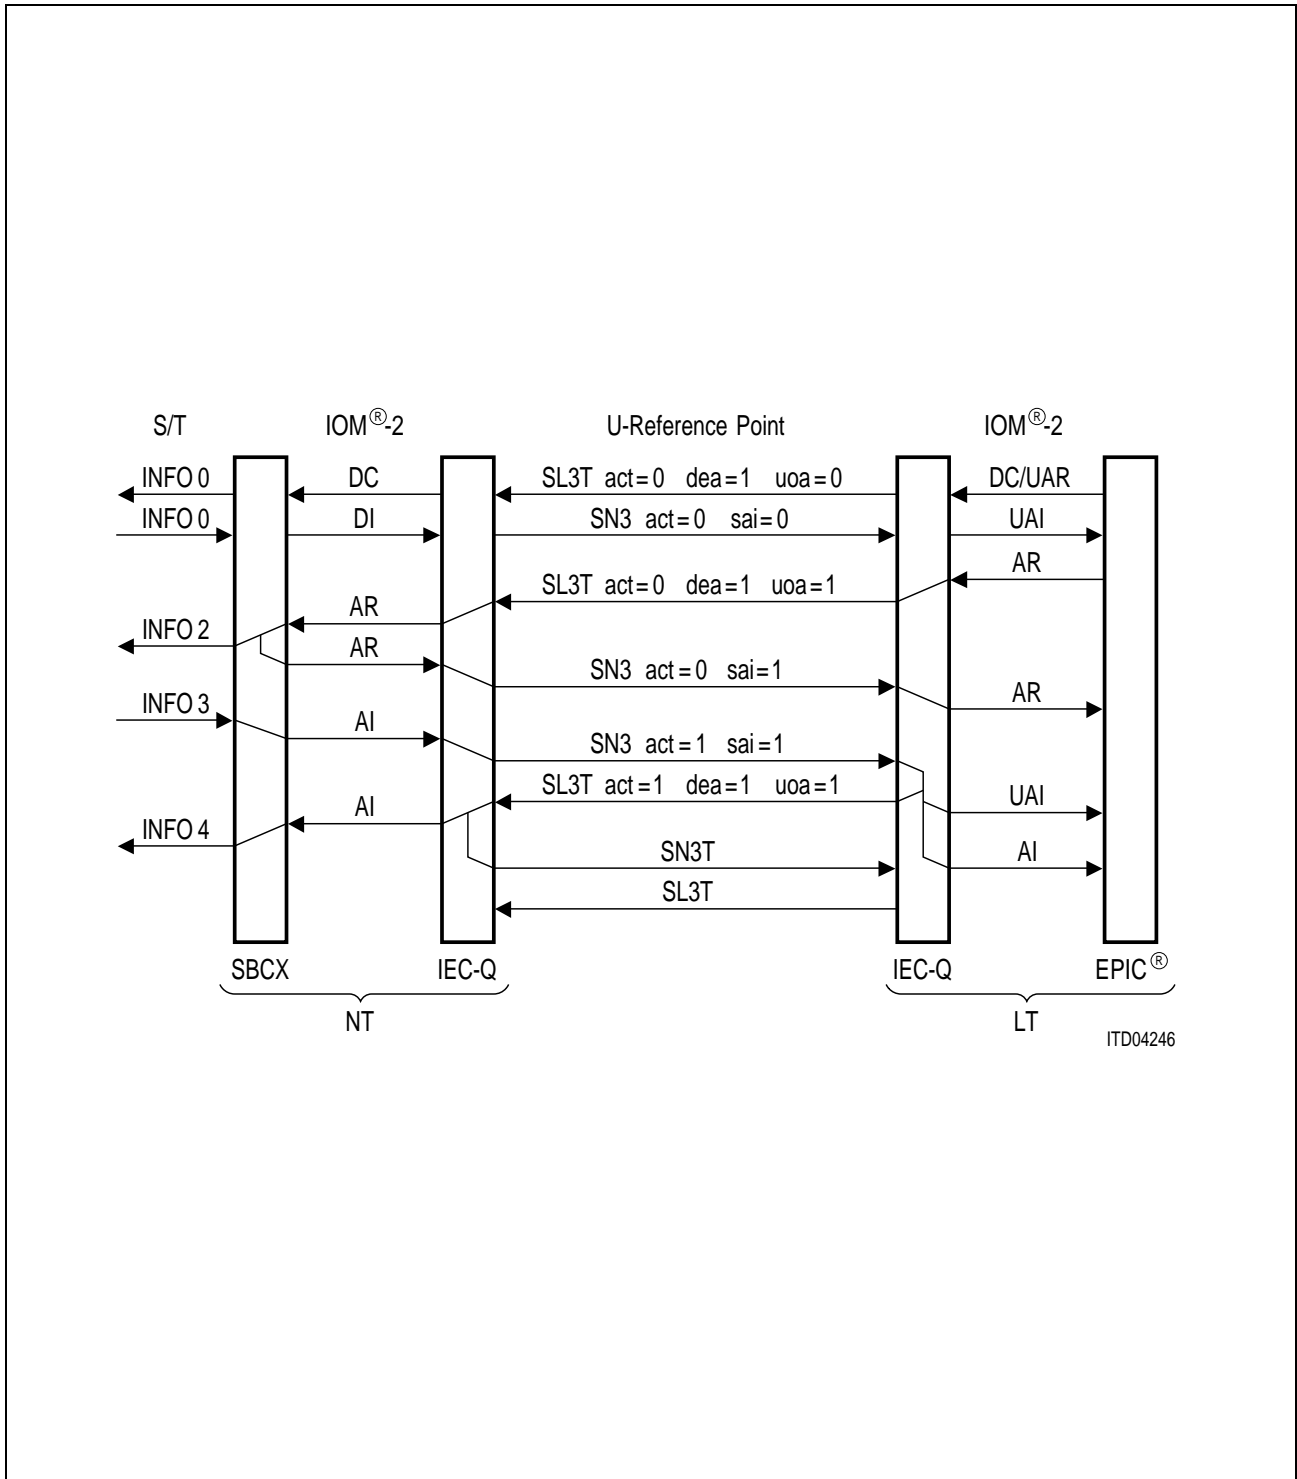 S/T IOM®-2 U-Reference Point IOM®-2
INFO 0 DC SL3T act=0 dea=1 uoa=0 DC/UAR
INFO 0 DI SN3 act=0 sai=0 UAI
AR
SL3T act=0 dea=1 uoa=1
AR
INFO 2
AR
SN3 act=0 sai=1
AR
INFO 3
AI
SN3 act=1 sai=1
SL3T act=1 dea=1 uoa=1
UAI
AI
INFO 4
SN3T AI
SL3T
SBCX IEC-Q IEC-Q EPIC®
NT LT
ITD04246